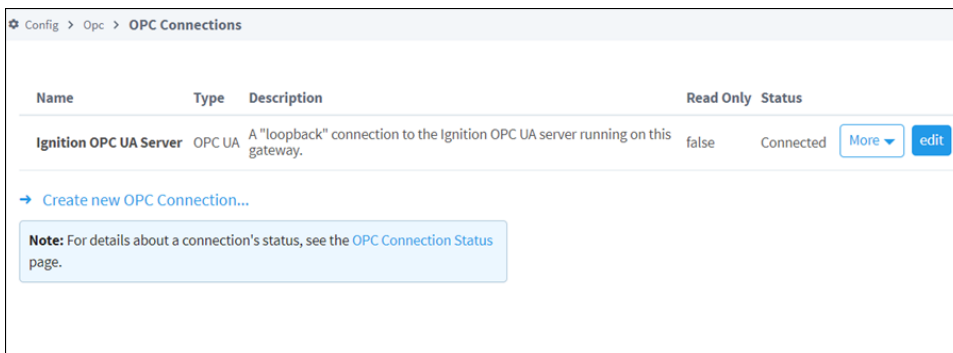 Config > Opc > OPC Connections
Name Type Description Read Only Status
Ignition OPC UA Server OPC UA A "loopback" connection to the Ignition OPC UA server running on this gateway. false Connected More edit
→ Create new OPC Connection...
Note: For details about a connection's status, see the OPC Connection Status
page.